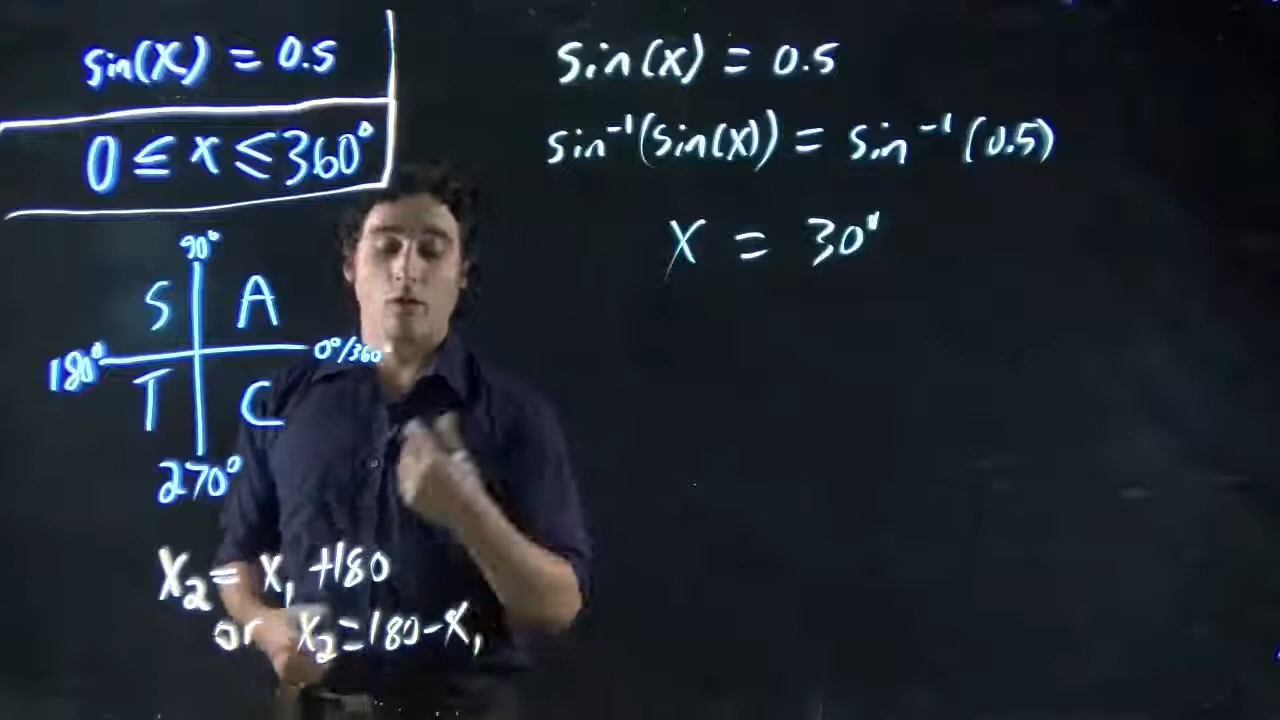 sin(x) = 0.5
0 ≤ x ≤ 360°
90°
S A
180° 0°/360
T C
270°
x₂ = x₁ +180
or x₂ = 180-x₁
sin(x) = 0.5
sin⁻¹(sin(x)) = sin⁻¹(0.5)
x = 30°